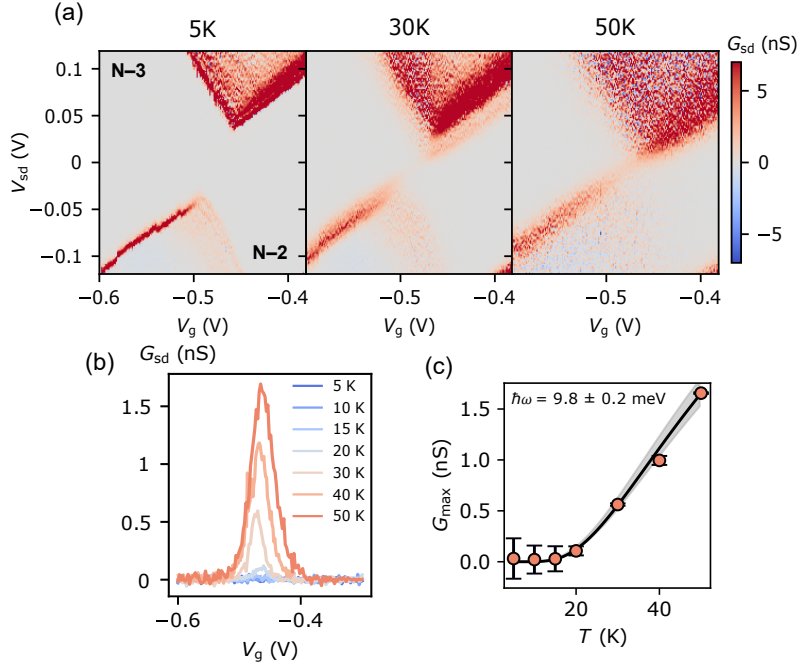 (a)
5K
30K
50K
G_sd (nS)
N–3
N–2
V_sd (V)
0.1
0.05
0
−0.05
−0.1
−0.6
−0.5
−0.4
−0.5
−0.4
−0.5
−0.4
V_g (V)
V_g (V)
V_g (V)
5
0
−5
(b)
G_sd (nS)
1.5
1
0.5
0
−0.6
−0.4
V_g (V)
5 K
10 K
15 K
20 K
30 K
40 K
50 K
(c)
ℏω = 9.8 ± 0.2 meV
G_max (nS)
1.5
1.0
0.5
0.0
20
40
T (K)